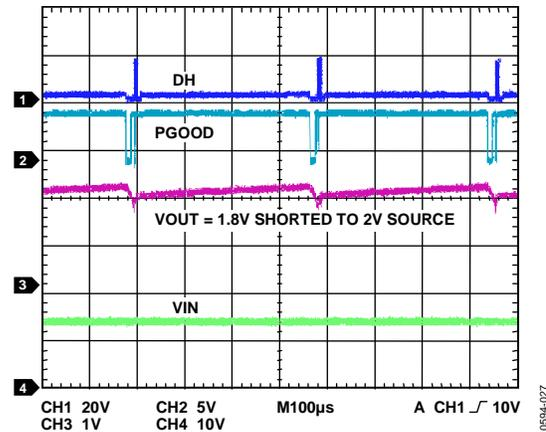 1
DH
PGOOD
2
VOUT = 1.8V SHORTED TO 2V SOURCE
3
VIN
4
CH1 20V CH2 5V M100µs A CH1 10V
CH3 1V CH4 10V
0594-027